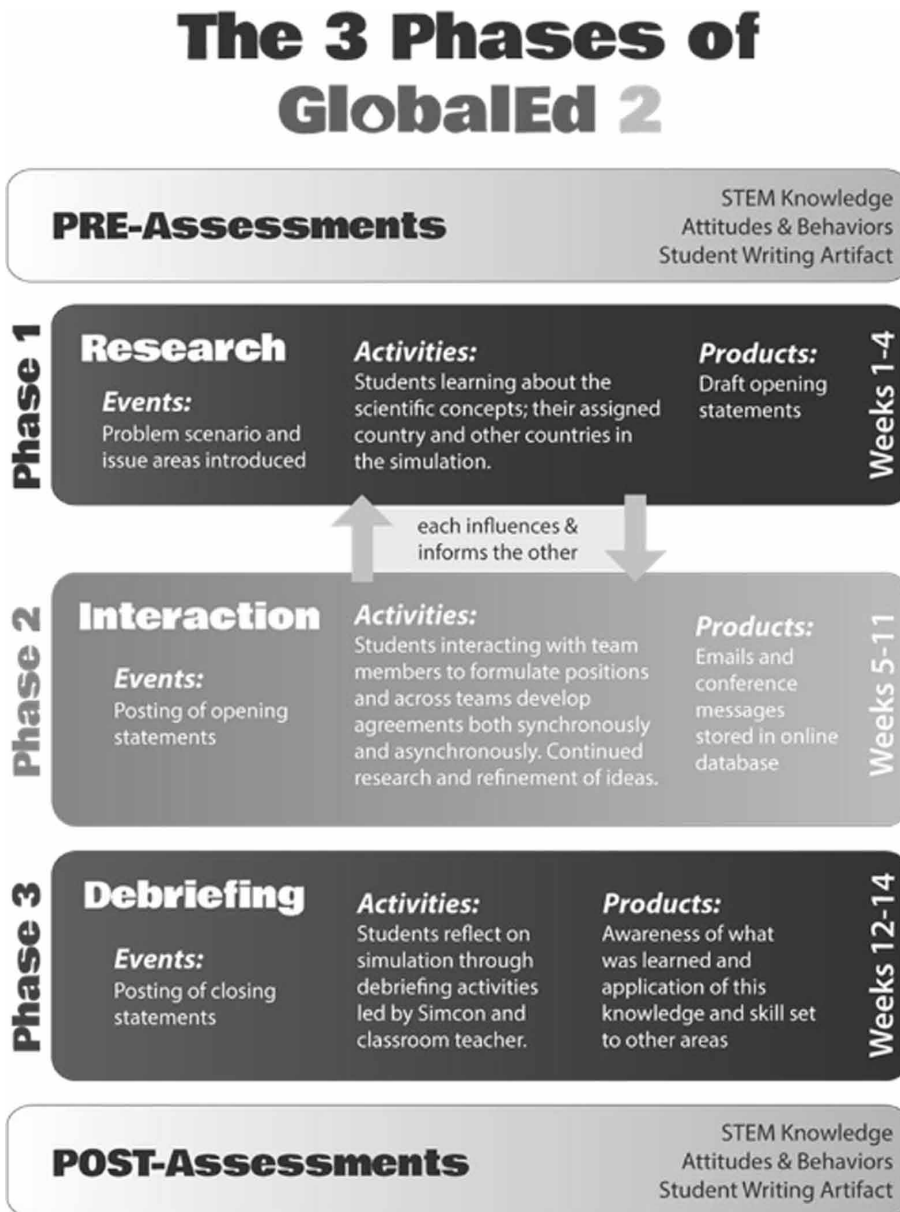 The 3 Phases of
GlobalEd 2
PRE-Assessments
STEM Knowledge
Attitudes & Behaviors
Student Writing Artifact
Phase 1
Research
Events:
Problem scenario and
issue areas introduced
Activities:
Students learning about the
scientific concepts; their assigned
country and other countries in
the simulation.
Products:
Draft opening
statements
Weeks 1-4
each influences &
informs the other
Phase 2
Interaction
Events:
Posting of opening
statements
Activities:
Students interacting with team
members to formulate positions
and across teams develop
agreements both synchronously
and asynchronously. Continued
research and refinement of ideas.
Products:
Emails and
conference
messages
stored in online
database
Weeks 5-11
Phase 3
Debriefing
Events:
Posting of closing
statements
Activities:
Students reflect on
simulation through
debriefing activities
led by Simcon and
classroom teacher.
Products:
Awareness of what
was learned and
application of this
knowledge and skill set
to other areas
Weeks 12-14
POST-Assessments
STEM Knowledge
Attitudes & Behaviors
Student Writing Artifact